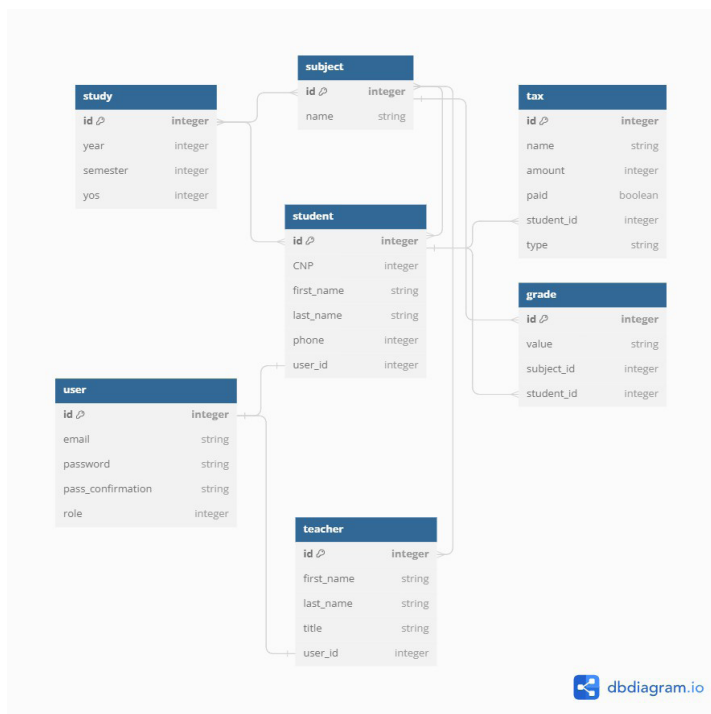 study
id integer
year integer
semester integer
yos integer
subject
id integer
name string
tax
id integer
name string
amount integer
paid boolean
student_id integer
type string
student
id integer
CNP integer
first_name string
last_name string
phone integer
user_id integer
grade
id integer
value string
subject_id integer
student_id integer
user
id integer
email string
password string
pass_confirmation string
role integer
teacher
id integer
first_name string
last_name string
title string
user_id integer
dbdiagram.io